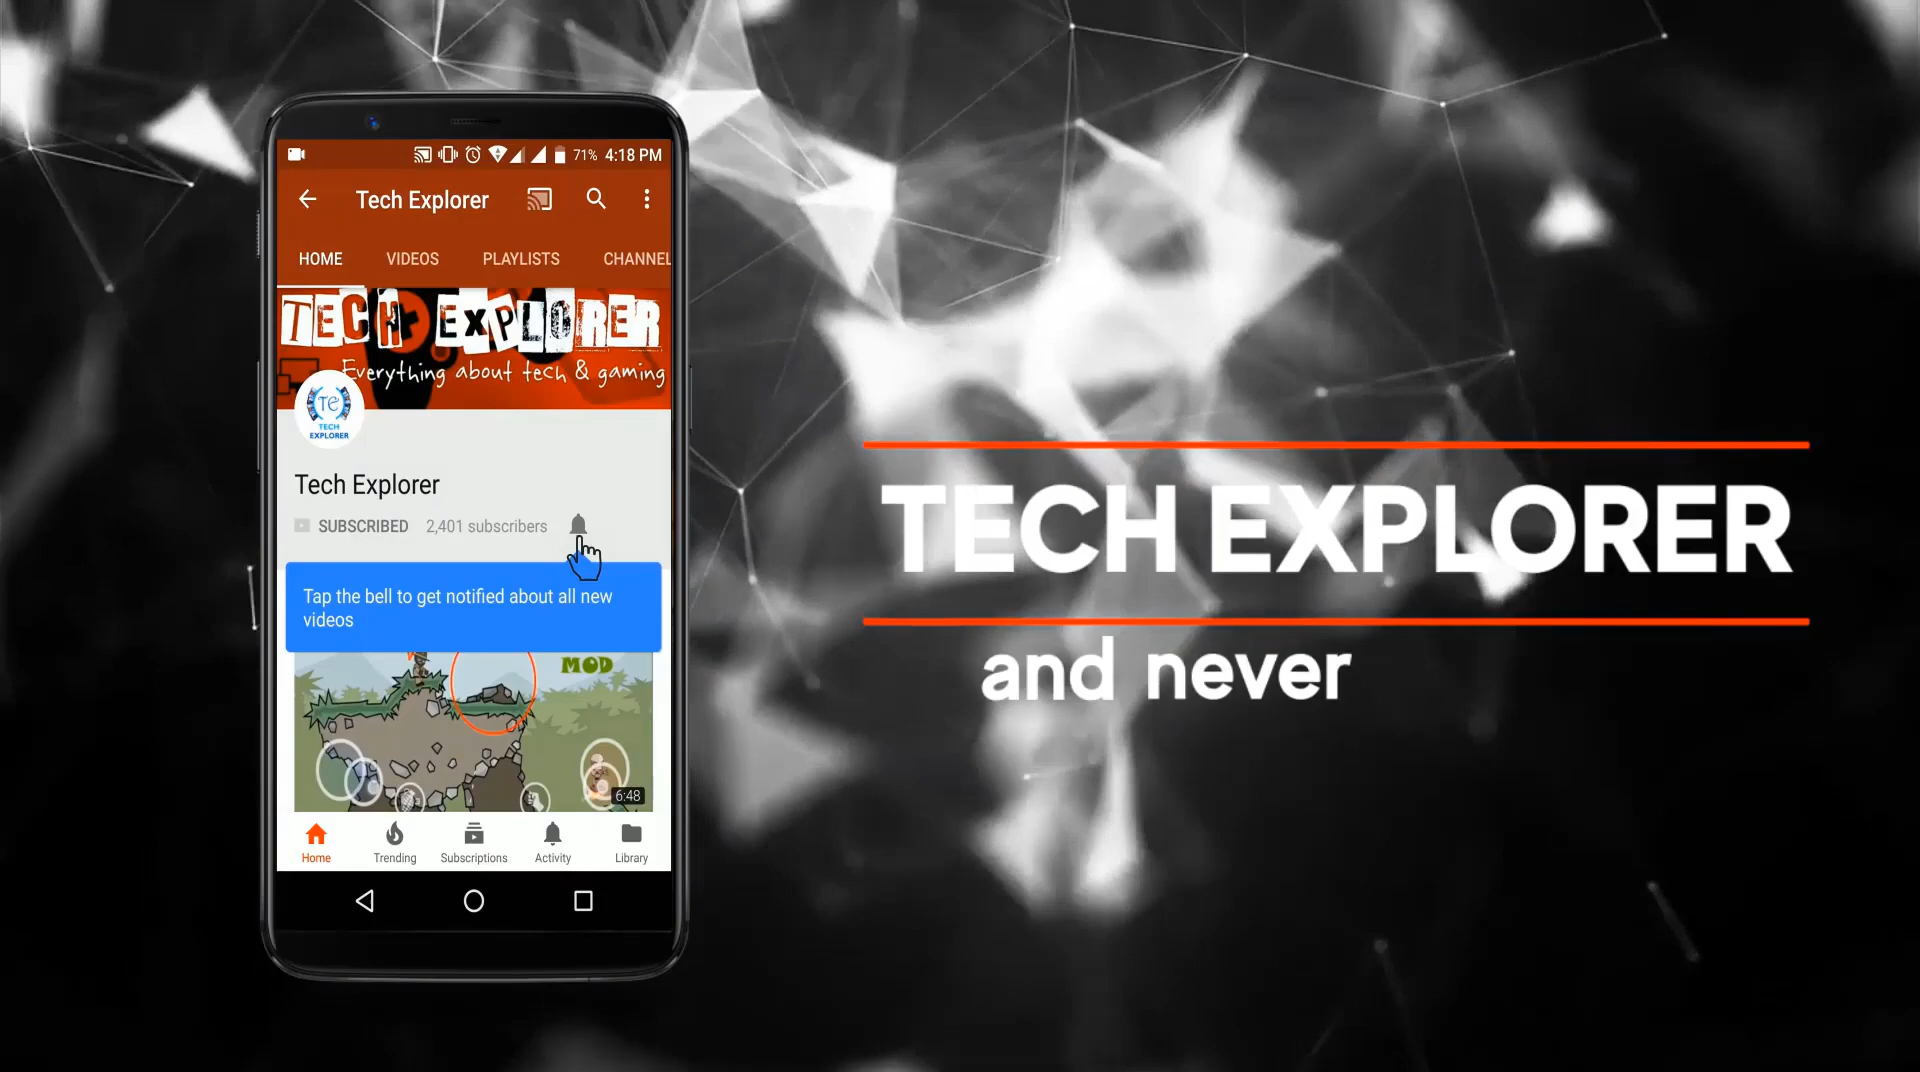 71% 4:18 PM
Tech Explorer
HOME VIDEOS PLAYLISTS CHANNEL
TECH EXPLORER
Everything about tech & gaming
TE
TECH
EXPLORER
Tech Explorer
SUBSCRIBED 2,401 subscribers
Tap the bell to get notified about all new
videos
MOD
6:48
Home Trending Subscriptions Activity Library
TECH EXPLORER
and never